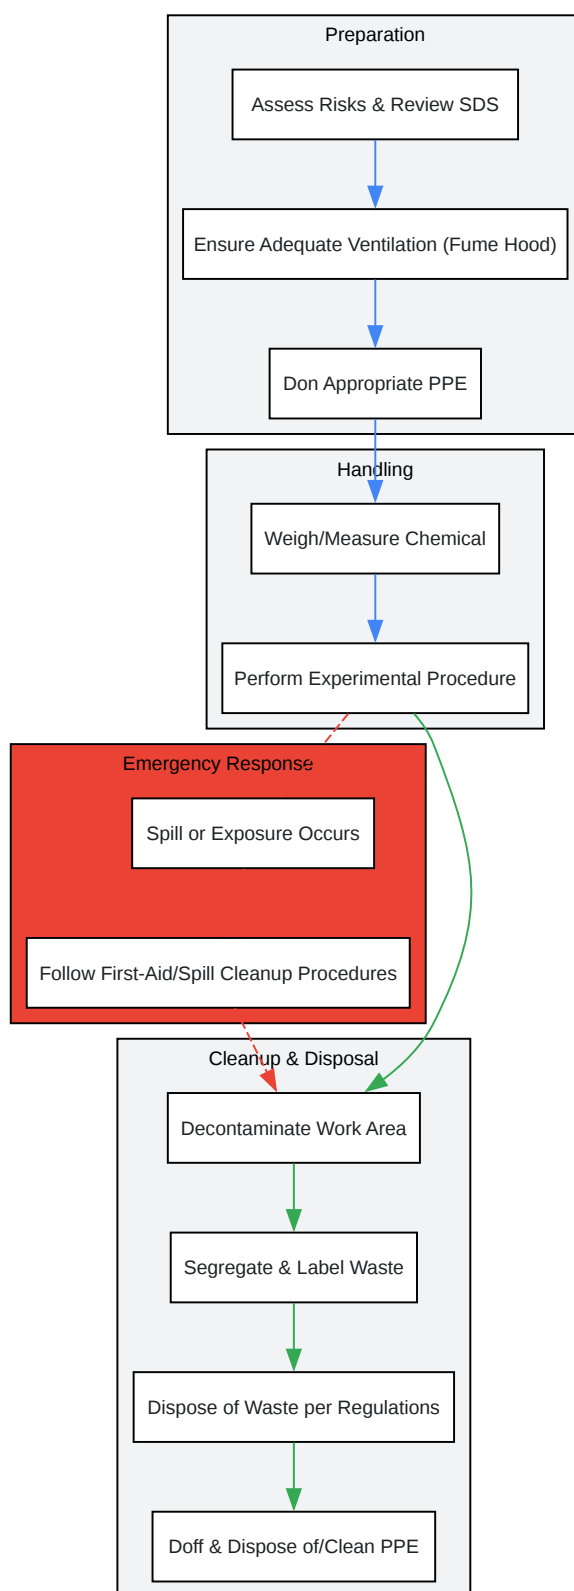 Preparation
Assess Risks & Review SDS
Ensure Adequate Ventilation (Fume Hood)
Don Appropriate PPE
Handling
Weigh/Measure Chemical
Perform Experimental Procedure
Emergency Response
Spill or Exposure Occurs
Follow First-Aid/Spill Cleanup Procedures
Cleanup & Disposal
Decontaminate Work Area
Segregate & Label Waste
Dispose of Waste per Regulations
Doff & Dispose of/Clean PPE